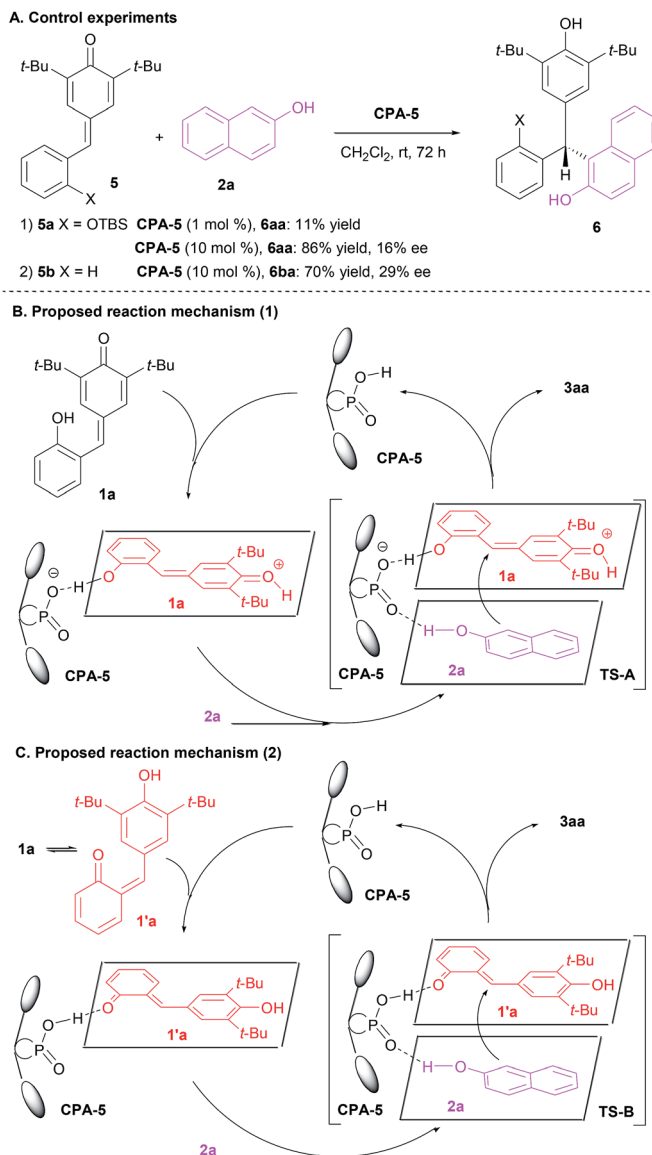 A. Control experiments
O
t-Bu
t-Bu
X
5
+
OH
2a
CPA-5
CH2Cl2, rt, 72 h
OH
t-Bu
t-Bu
X
H
HO
6
1) 5a X = OTBS CPA-5 (1 mol %), 6aa: 11% yield
CPA-5 (10 mol %), 6aa: 86% yield, 16% ee
2) 5b X = H CPA-5 (10 mol %), 6ba: 70% yield, 29% ee
B. Proposed reaction mechanism (1)
O
t-Bu
t-Bu
OH
1a
O
H
P
O
CPA-5
3aa
⊖
O
H
O
P
O
CPA-5
t-Bu
⊕
O
H
t-Bu
1a
⊖
O
H
O
P
O
CPA-5
t-Bu
⊕
O
H
t-Bu
1a
H
O
2a
TS-A
2a
C. Proposed reaction mechanism (2)
OH
t-Bu
t-Bu
O
1a
1'a
O
H
P
O
CPA-5
3aa
O
H
O
P
O
CPA-5
t-Bu
OH
t-Bu
1'a
O
H
O
P
O
CPA-5
t-Bu
OH
t-Bu
1'a
H
O
2a
TS-B
2a